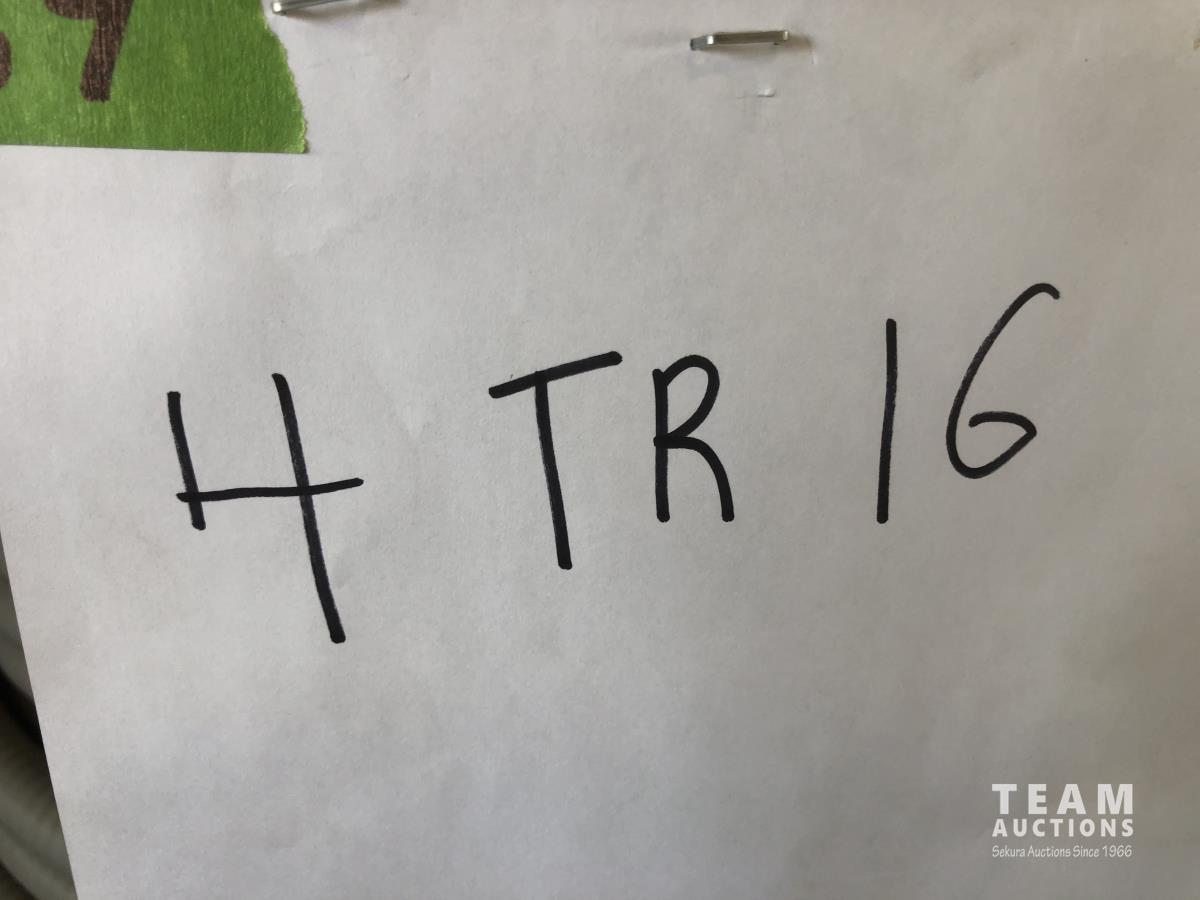 4 TR 16
TEAM
AUCTIONS
Sekura Auctions Since 1966